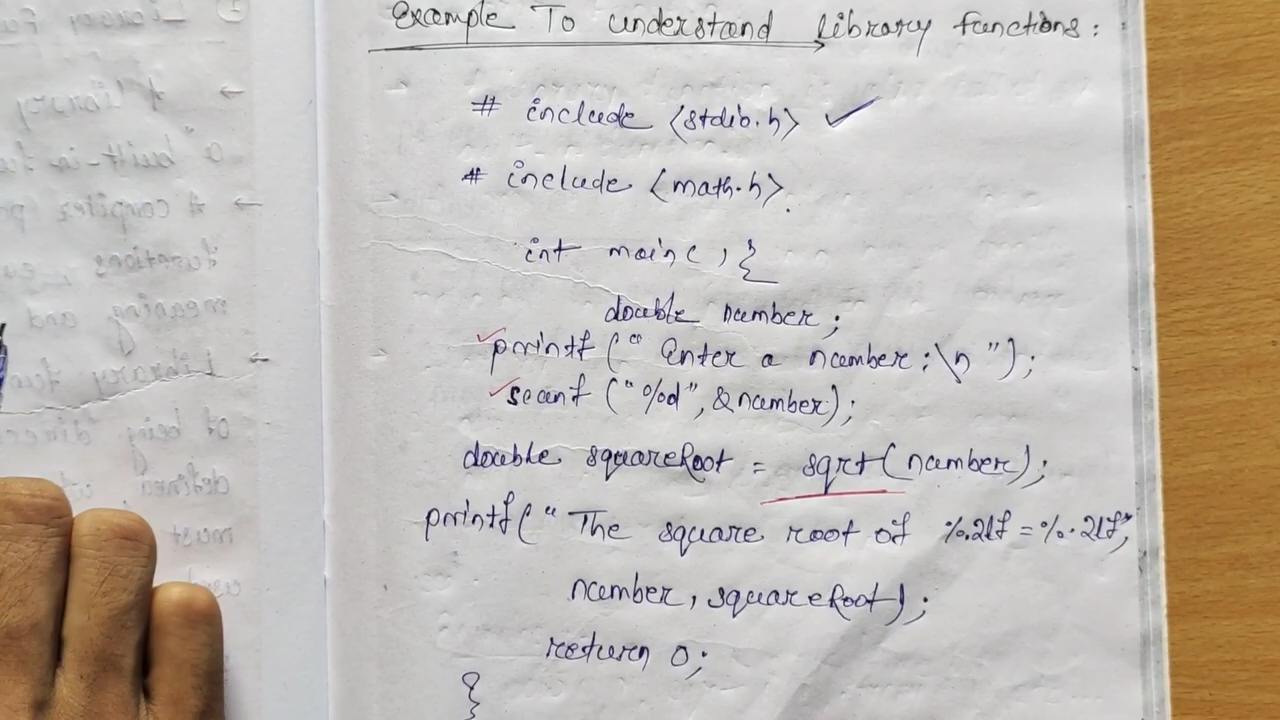 Example To understand library functions:
# include <stdib.h>
# include <math.h>
int main( ) {
double number;
printf (" Enter a number:\n ");
scanf ("%d", &number);
double squareRoot = sqrt(number);
printf(" The square root of %.2lf = %.2lf",
number, squareRoot);
return 0;
}